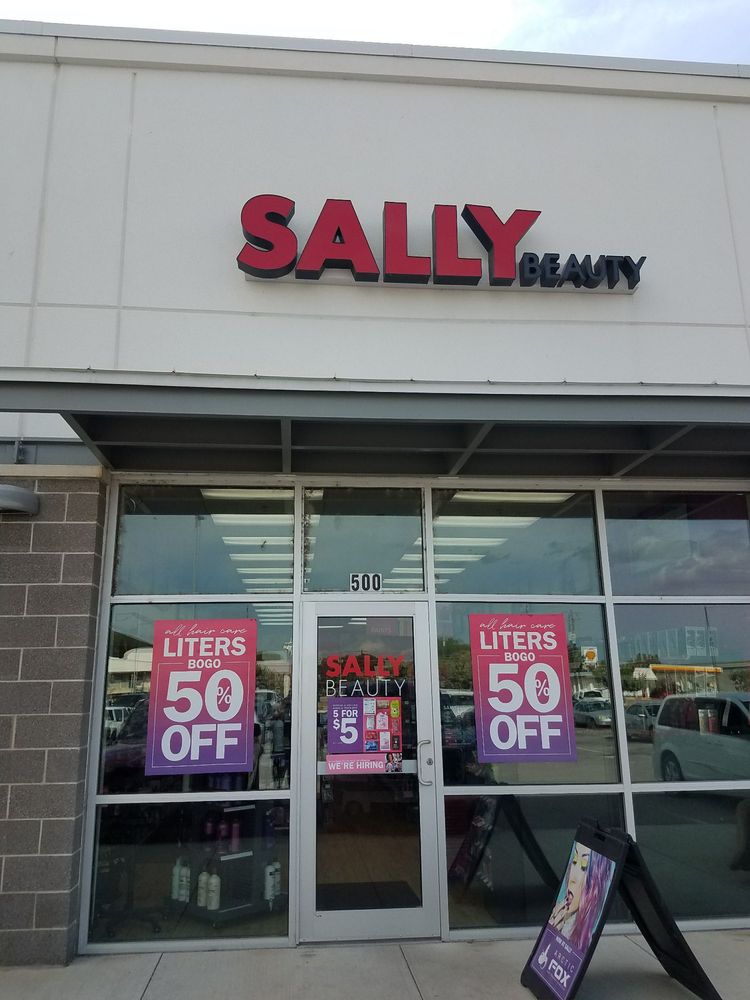 SALLY BEAUTY
500
all hair care
LITERS
BOGO
50%
OFF
SALLY
BEAUTY
5 FOR
$5
WE'RE HIRING
all hair care
LITERS
BOGO
50%
OFF
ARCTIC
FOX